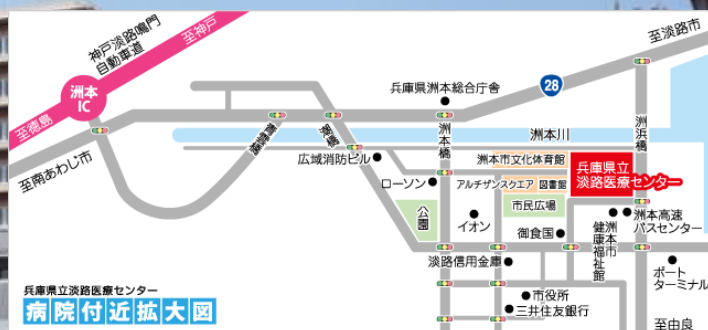 神戸淡路鳴門
自動車道
至神戸
至淡路市
洲本
IC
兵庫県洲本総合庁舎
28
至徳島
潮橋
洲本橋
洲本川
洲浜橋
至南あわじ市
広域消防ビル
洲本市文化体育館
兵庫県立
淡路医療センター
ローソン
アルチザンスクエア
図書館
公園
市民広場
イオン
御食国
洲本市
健康福祉館
洲本高速
バスセンター
淡路信用金庫
ポート
ターミナル
兵庫県立淡路医療センター
病院付近拡大図
市役所
三井住友銀行
至由良